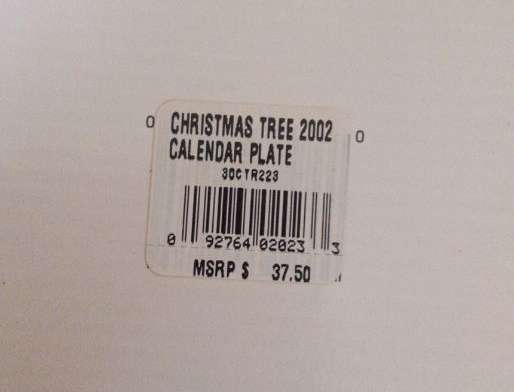 CHRISTMAS TREE 2002
CALENDAR PLATE
30CTR223
0 92764 02023 3
MSRP $ 37.50